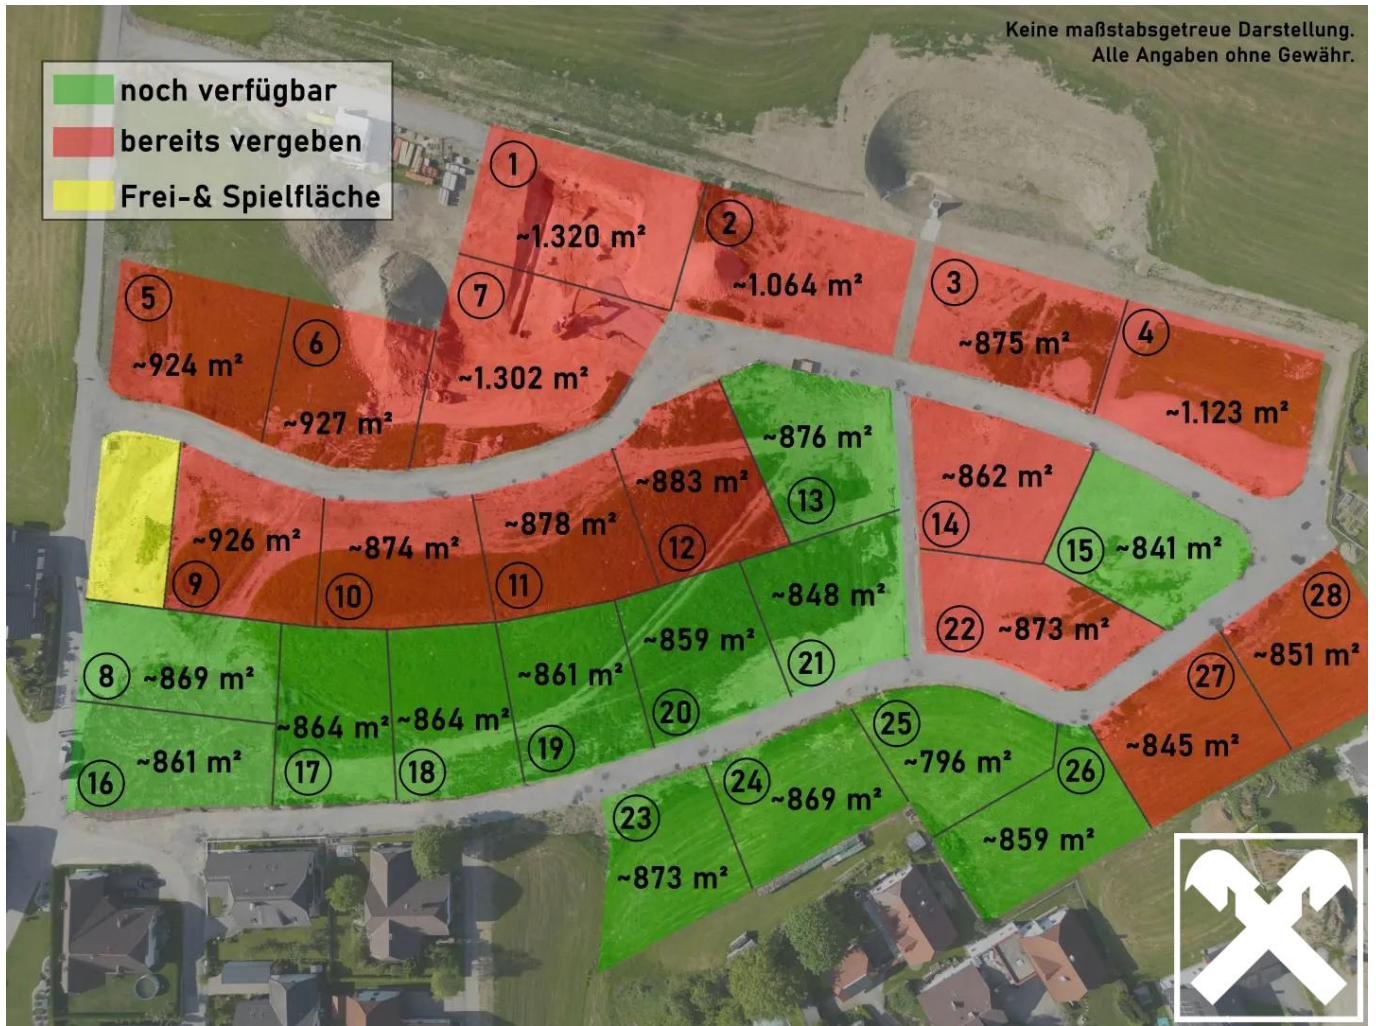 Keine maßstabsgetreue Darstellung.
Alle Angaben ohne Gewähr.
noch verfügbar
bereits vergeben
Frei-& Spielfläche
1
~1.320 m²
2
~1.064 m²
3
~875 m²
4
~1.123 m²
5
~924 m²
6
~927 m²
7
~1.302 m²
8
~869 m²
9
~926 m²
10
~874 m²
11
~878 m²
12
~883 m²
13
~876 m²
14
~862 m²
15
~841 m²
16
~861 m²
17
~864 m²
18
~864 m²
19
~861 m²
20
~859 m²
21
~848 m²
22
~873 m²
23
~873 m²
24
~869 m²
25
~796 m²
26
~859 m²
27
~845 m²
28
~851 m²